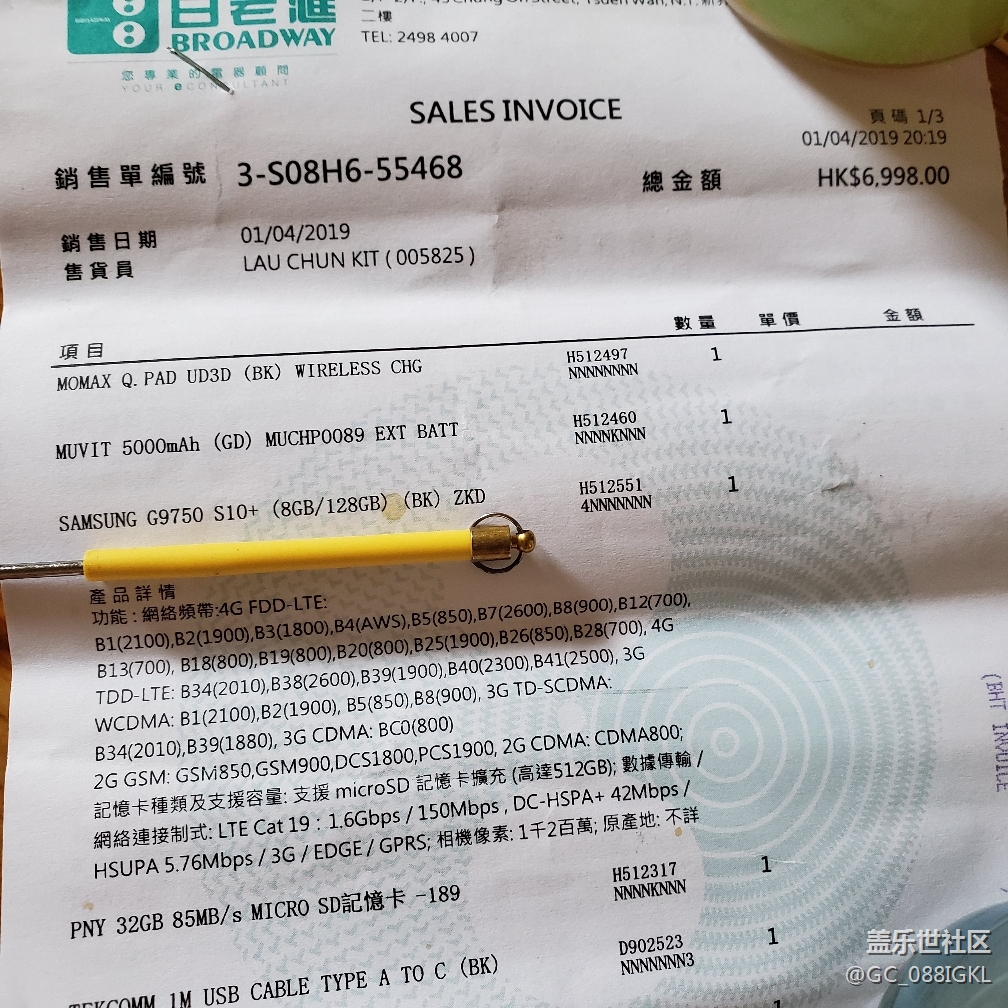 百老滙
BROADWAY
您專業的電器顧問
YOUR eCONSULTANT
二樓
TEL: 2498 4007
SALES INVOICE
頁碼 1/3
01/04/2019 20:19
銷售單編號 3-S08H6-55468 總金額 HK$6,998.00
銷售日期 01/04/2019
售貨員 LAU CHUN KIT ( 005825 )
項目 數量 單價 金額
MOMAX Q.PAD UD3D (BK) WIRELESS CHG H512497 1
NNNNNNNN
MUVIT 5000mAh (GD) MUCHP0089 EXT BATT H512460 1
NNNNKNNN
SAMSUNG G9750 S10+ (8GB/128GB) (BK) ZKD H512551 1
4NNNNNNN
產品詳情
功能 : 網絡頻帶:4G FDD-LTE:
B1(2100),B2(1900),B3(1800),B4(AWS),B5(850),B7(2600),B8(900),B12(700),
B13(700), B18(800),B19(800),B20(800),B25(1900),B26(850),B28(700), 4G
TDD-LTE: B34(2010),B38(2600),B39(1900),B40(2300),B41(2500), 3G
WCDMA: B1(2100),B2(1900), B5(850),B8(900), 3G TD-SCDMA:
B34(2010),B39(1880), 3G CDMA: BC0(800)
2G GSM: GSM850,GSM900,DCS1800,PCS1900, 2G CDMA: CDMA800;
記憶卡種類及支援容量: 支援 microSD 記憶卡擴充 (高達512GB); 數據傳輸 /
網絡連接制式: LTE Cat 19 : 1.6Gbps / 150Mbps , DC-HSPA+ 42Mbps /
HSUPA 5.76Mbps / 3G / EDGE / GPRS; 相機像素: 1千2百萬; 原產地: 不詳
PNY 32GB 85MB/s MICRO SD記憶卡 -189 H512317 1
NNNNKNNN
TEKCOMM 1M USB CABLE TYPE A TO C (BK) D902523 1
NNNNNNN3
盖乐世社区
@GC_088IGKL